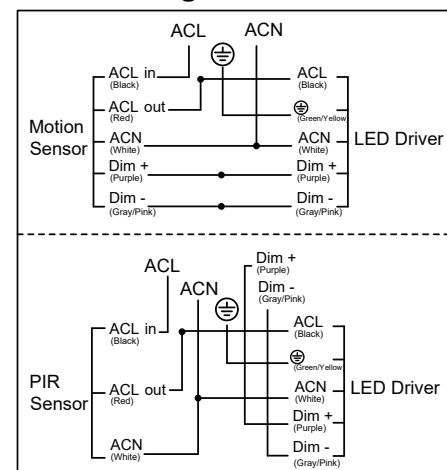 ACL ACN
ACL in
(Black)
ACL out
(Red)
ACN
(White)
Dim +
(Purple)
Dim -
(Gray/Pink)
Motion
Sensor
ACL
(Black)
(Green/Yellow
ACN
(White)
Dim +
(Purple)
Dim -
(Gray/Pink)
LED Driver
ACL
ACN
Dim +
(Purple)
Dim -
(Gray/Pink)
ACL in
(Black)
ACL out
(Red)
ACN
(White)
PIR
Sensor
ACL
(Black)
(Green/Yellow
ACN
(White)
Dim +
(Purple)
Dim -
(Gray/Pink)
LED Driver